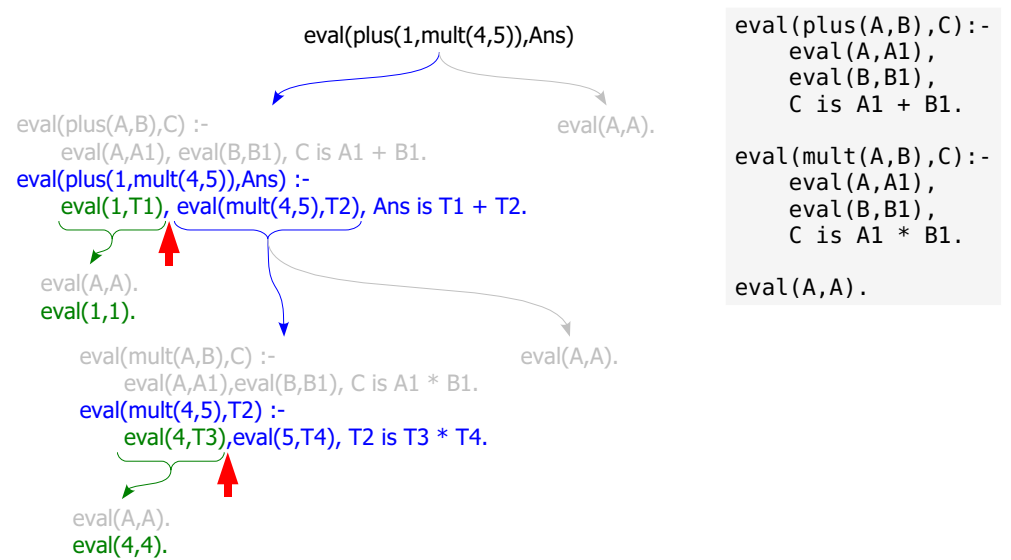 eval(plus(1,mult(4,5)),Ans)
eval(plus(A,B),C) :-
eval(A,A1), eval(B,B1), C is A1 + B1.
eval(A,A).
eval(plus(1,mult(4,5)),Ans) :-
eval(1,T1), eval(mult(4,5),T2), Ans is T1 + T2.
eval(A,A).
eval(1,1).
eval(mult(A,B),C) :-
eval(A,A1),eval(B,B1), C is A1 * B1.
eval(A,A).
eval(mult(4,5),T2) :-
eval(4,T3),eval(5,T4), T2 is T3 * T4.
eval(A,A).
eval(4,4).
eval(plus(A,B),C):-
eval(A,A1),
eval(B,B1),
C is A1 + B1.
eval(mult(A,B),C):-
eval(A,A1),
eval(B,B1),
C is A1 * B1.
eval(A,A).